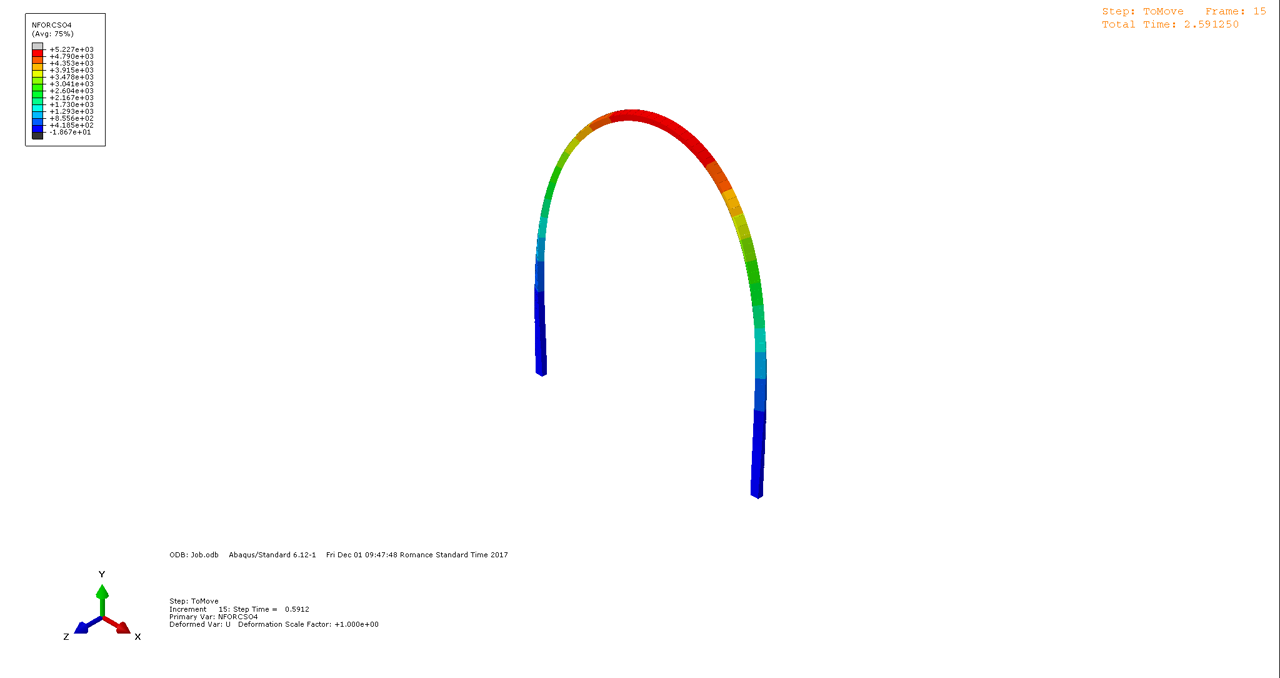 NFORCSO4
(Avg: 75%)
+5.227e+03
+4.790e+03
+4.353e+03
+3.915e+03
+3.478e+03
+3.041e+03
+2.604e+03
+2.167e+03
+1.730e+03
+1.293e+03
+8.556e+02
+4.185e+02
-1.867e+01
Step: ToMove Frame: 15
Total Time: 2.591250
ODB: Job.odb Abaqus/Standard 6.12-1 Fri Dec 01 09:47:48 Romance Standard Time 2017
Y
Z
X
Step: ToMove
Increment 15: Step Time = 0.5912
Primary Var: NFORCSO4
Deformed Var: U Deformation Scale Factor: +1.000e+00